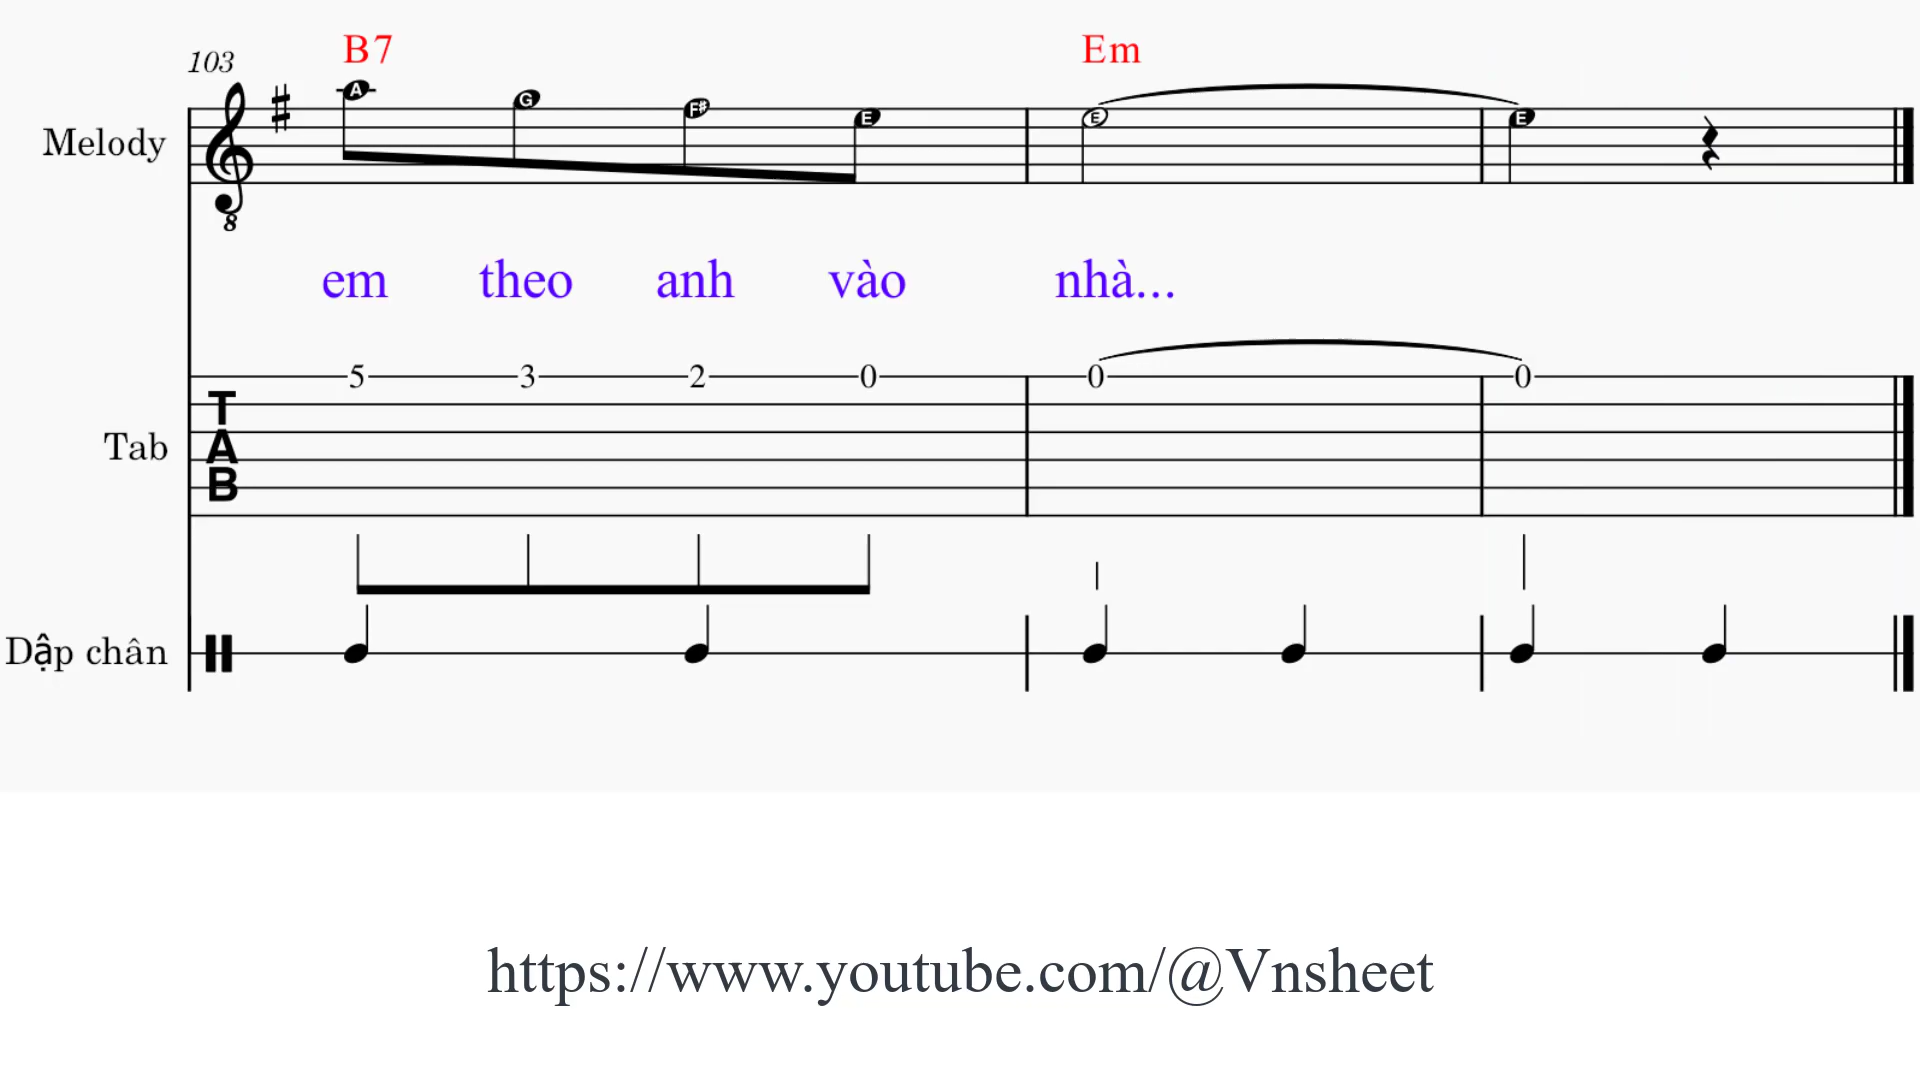 103 B7 Em
A G F# E E E
Melody
8
em theo anh vào nhà...
5 3 2 0 0 0
Tab
T
A
B
Dập chân
https://www.youtube.com/@Vnsheet